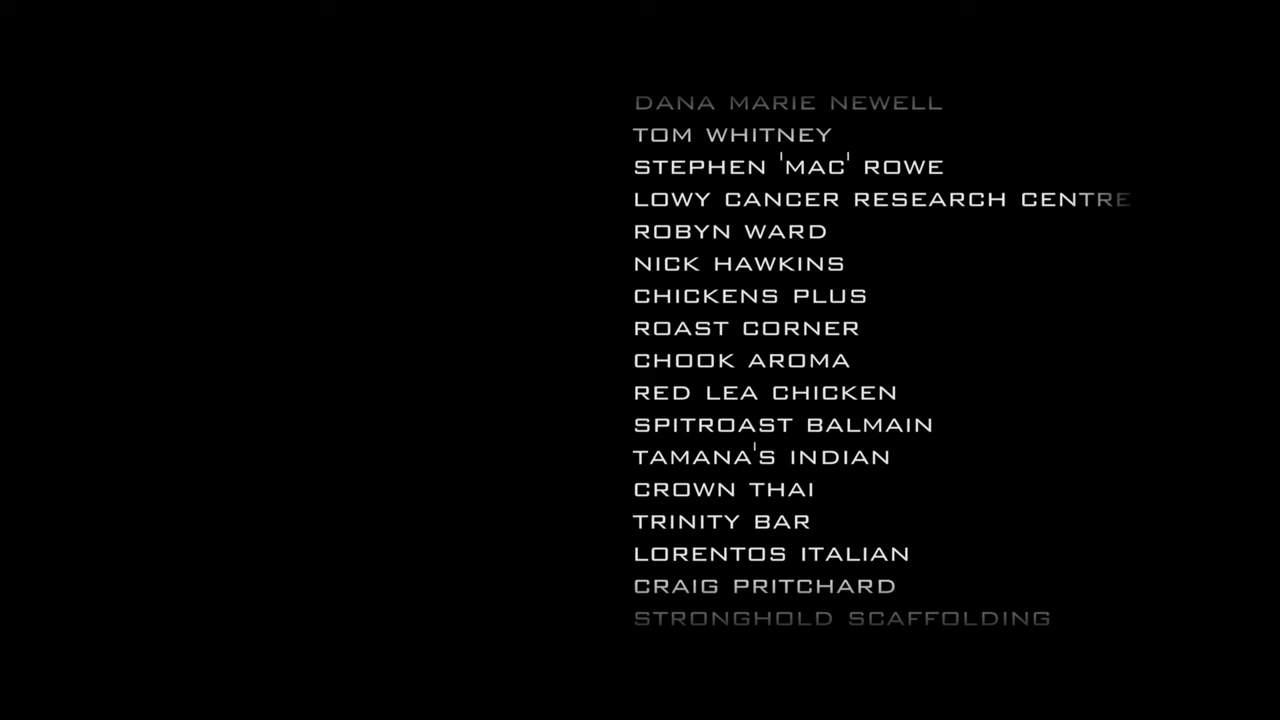 DANA MARIE NEWELL
TOM WHITNEY
STEPHEN 'MAC' ROWE
LOWY CANCER RESEARCH CENTRE
ROBYN WARD
NICK HAWKINS
CHICKENS PLUS
ROAST CORNER
CHOOK AROMA
RED LEA CHICKEN
SPITROAST BALMAIN
TAMANA'S INDIAN
CROWN THAI
TRINITY BAR
LORENTOS ITALIAN
CRAIG PRITCHARD
STRONGHOLD SCAFFOLDING